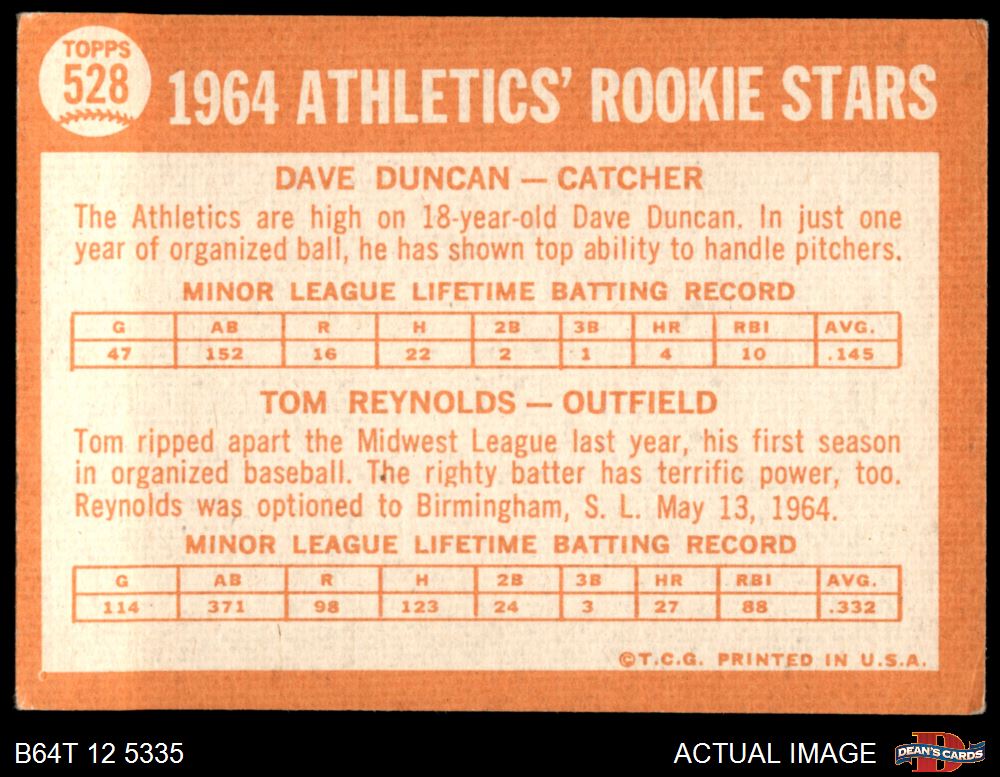 TOPPS
528
1964 ATHLETICS' ROOKIE STARS
DAVE DUNCAN — CATCHER
The Athletics are high on 18-year-old Dave Duncan. In just one
year of organized ball, he has shown top ability to handle pitchers.
MINOR LEAGUE LIFETIME BATTING RECORD
G AB R H 2B 3B HR RBI AVG.
47 152 16 22 2 1 4 10 .145
TOM REYNOLDS — OUTFIELD
Tom ripped apart the Midwest League last year, his first season
in organized baseball. The righty batter has terrific power, too.
Reynolds was optioned to Birmingham, S. L. May 13, 1964.
MINOR LEAGUE LIFETIME BATTING RECORD
G AB R H 2B 3B HR RBI AVG.
114 371 98 123 24 3 27 88 .332
©T.C.G. PRINTED IN U.S.A.
B64T 12 5335
ACTUAL IMAGE
D
DEAN'S CARDS